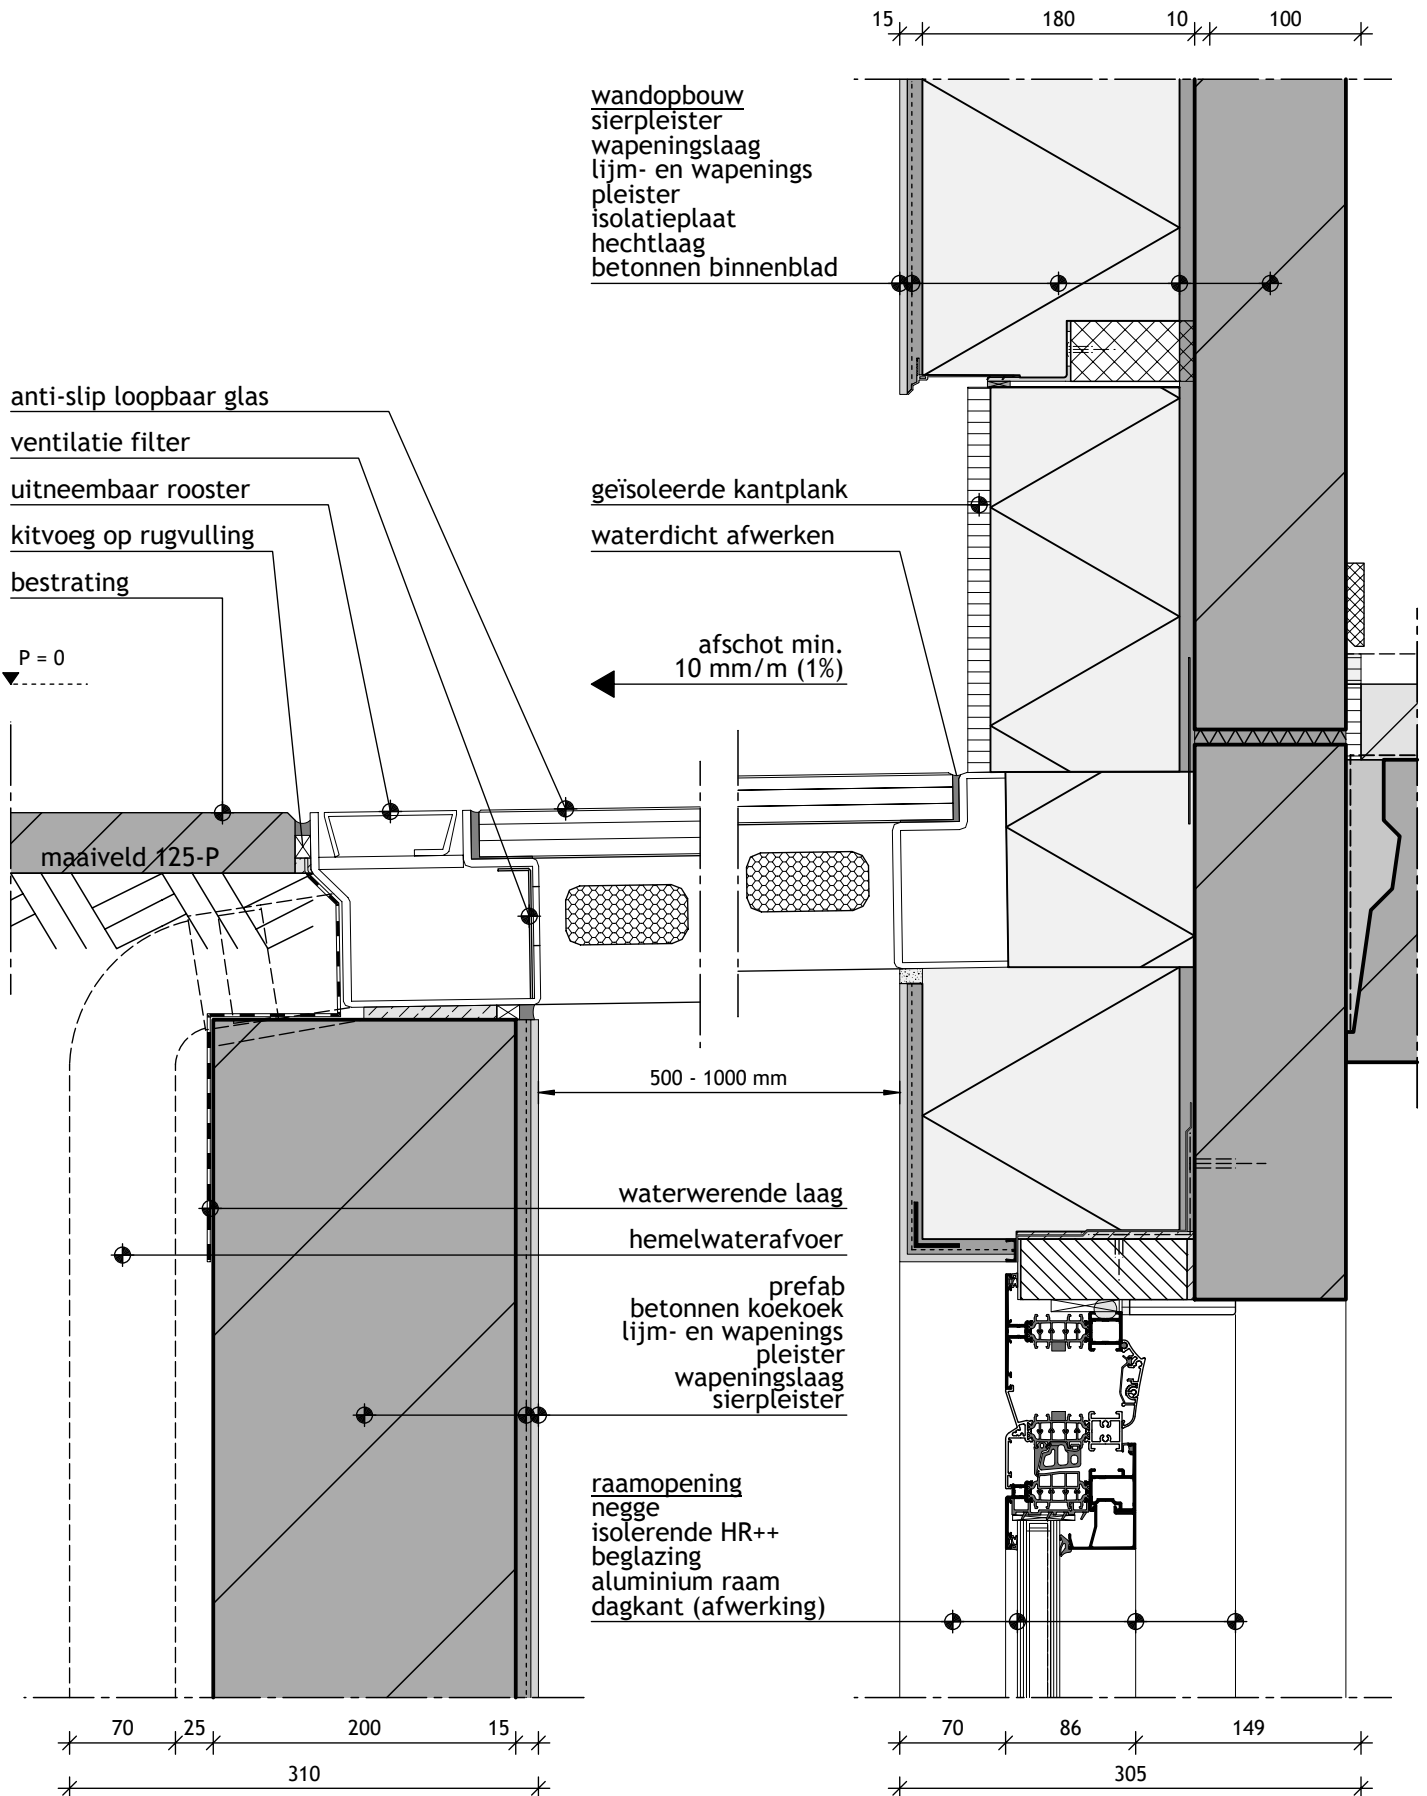 15 180 10 100
wandopbouw
sierpleister
wapeningslaag
lijm- en wapenings
pleister
isolatieplaat
hechtlaag
betonnen binnenblad
anti-slip loopbaar glas
ventilatie filter
uitneembaar rooster
kitvoeg op rugvulling
bestrating
geïsoleerde kantplank
waterdicht afwerken
P = 0
afschot min.
10 mm/m (1%)
maaiveld 125-P
500 - 1000 mm
waterwerende laag
hemelwaterafvoer
prefab
betonnen koekoek
lijm- en wapenings
pleister
wapeningslaag
sierpleister
raamopening
negge
isolerende HR++
beglazing
aluminium raam
dagkant (afwerking)
70 25 200 15
310
70 86 149
305